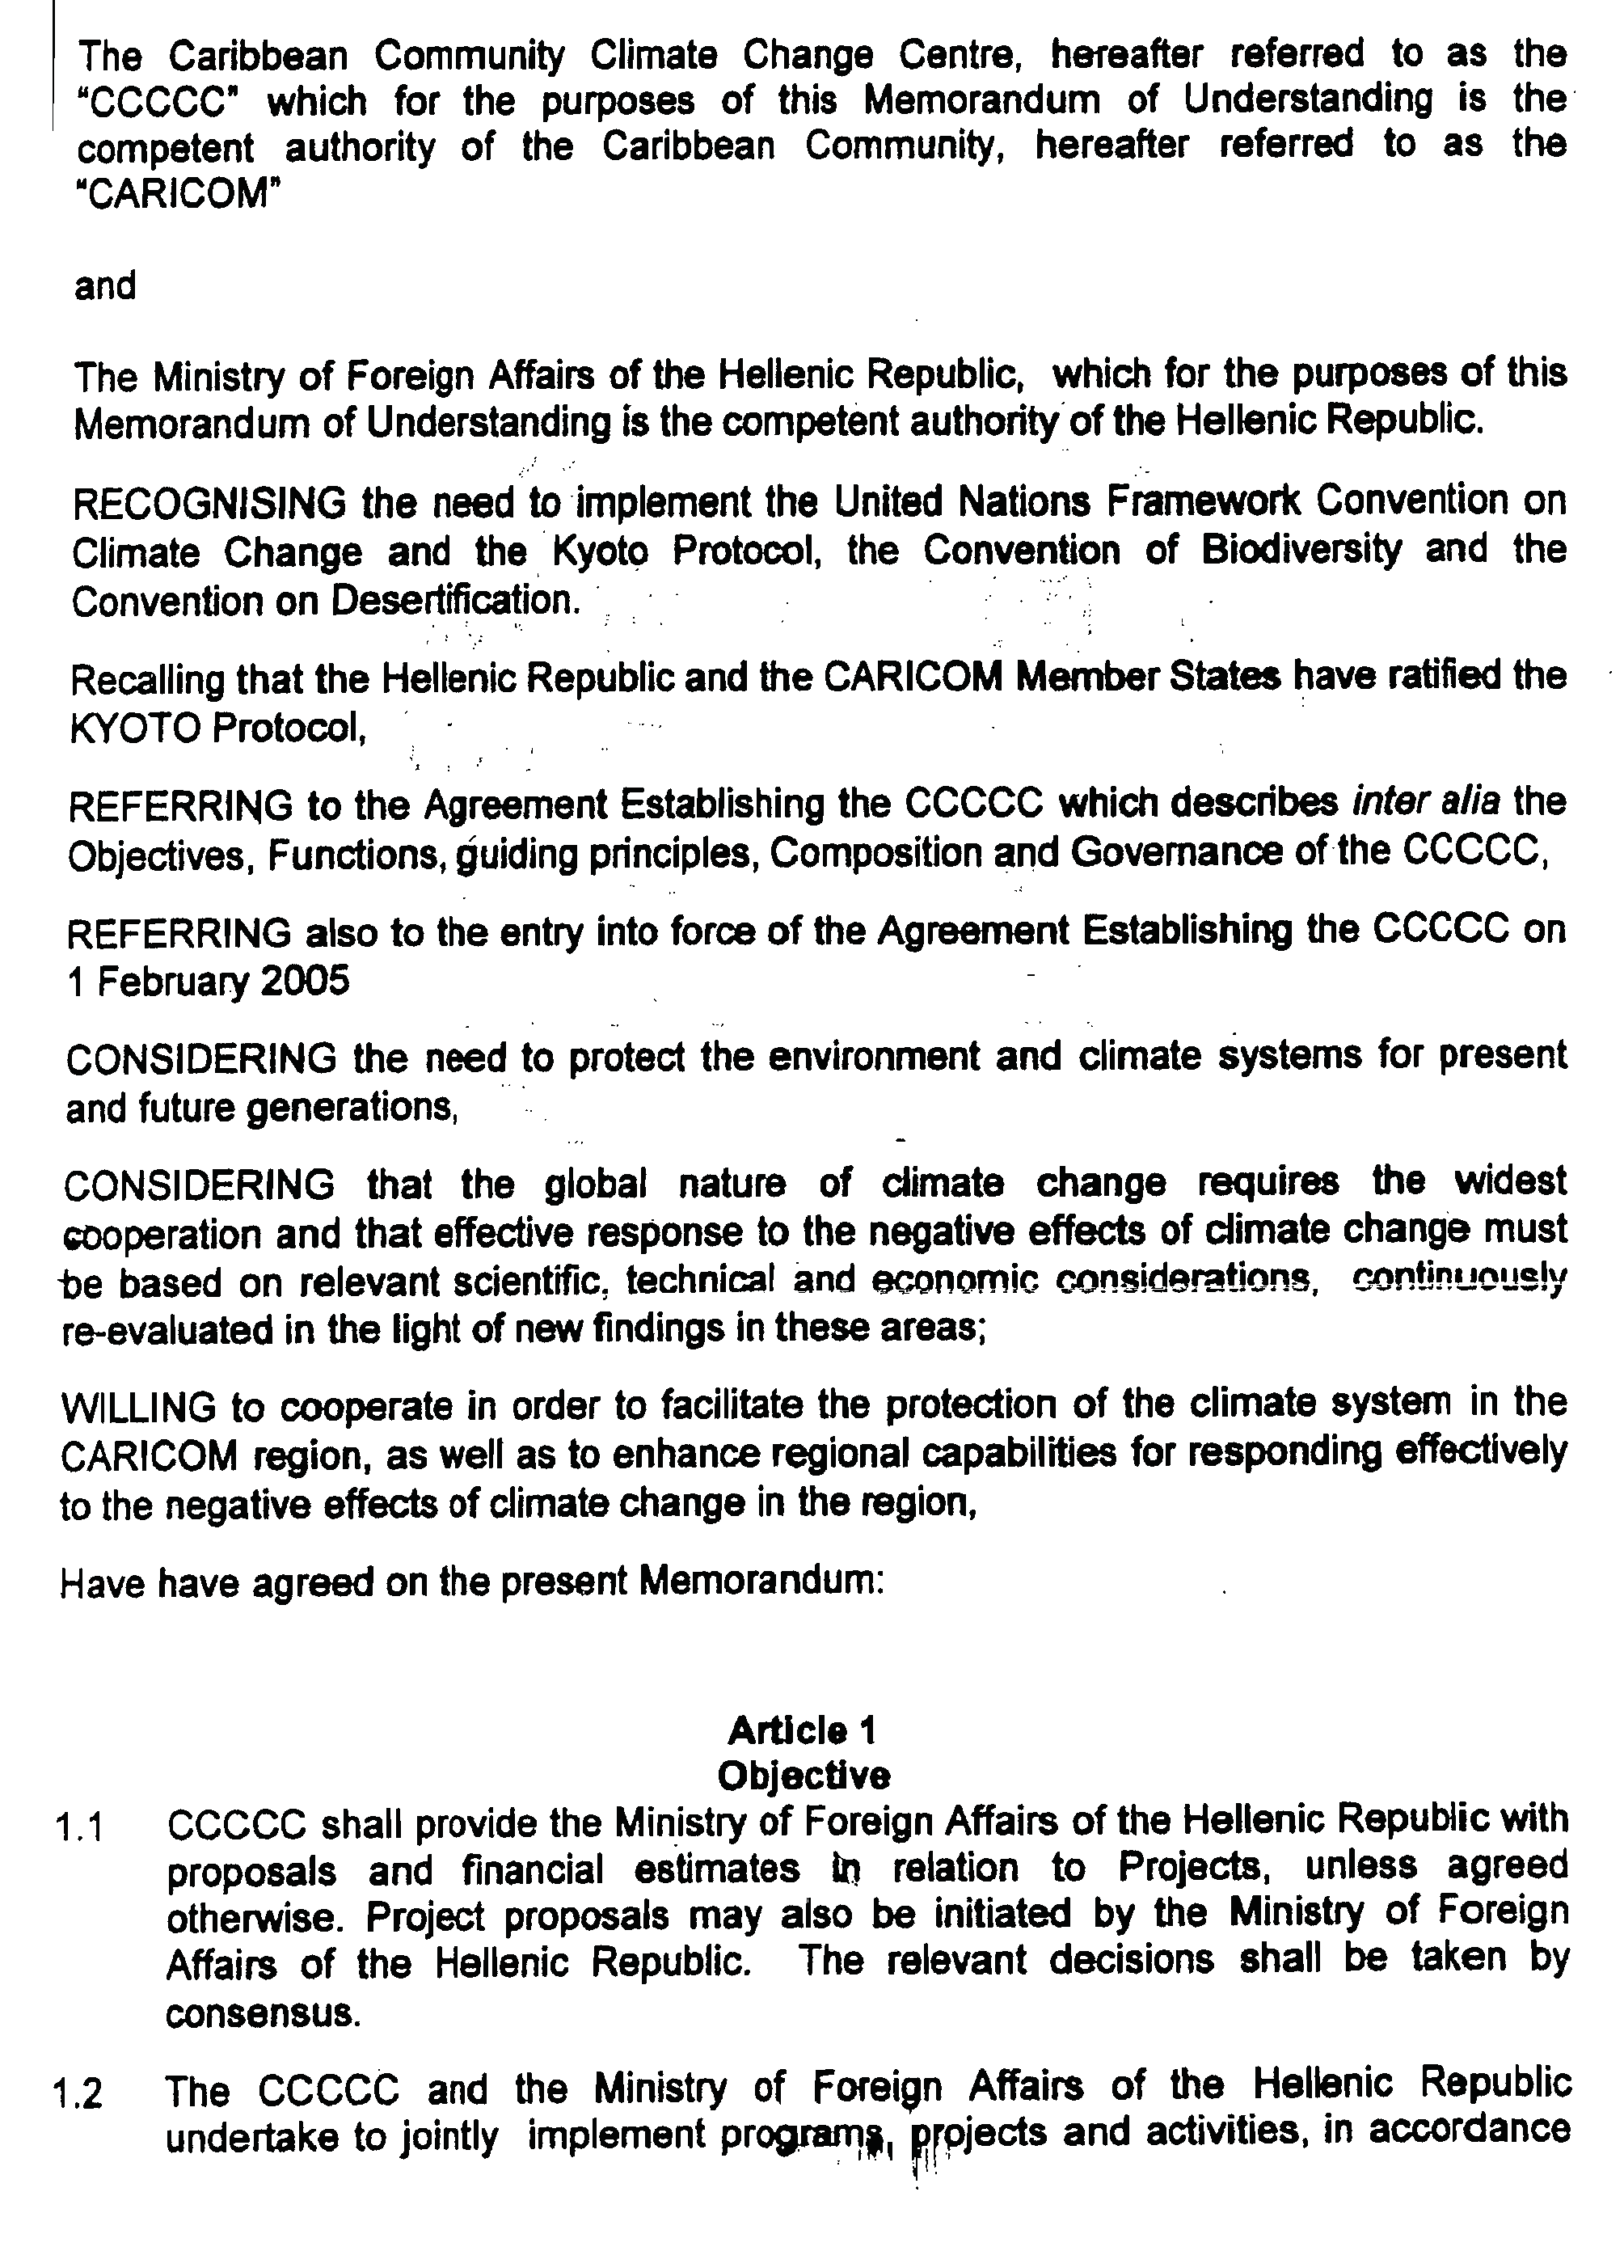 The Caribbean Community Climate Change Centre, hereafter referred to as the
"CCCCC" which for the purposes of this Memorandum of Understanding is the
competent authority of the Caribbean Community, hereafter referred to as the
"CARICOM"
and
The Ministry of Foreign Affairs of the Hellenic Republic, which for the purposes of this
Memorandum of Understanding is the competent authority of the Hellenic Republic.
RECOGNISING the need to implement the United Nations Framework Convention on
Climate Change and the Kyoto Protocol, the Convention of Biodiversity and the
Convention on Desertification.
Recalling that the Hellenic Republic and the CARICOM Member States have ratified the
KYOTO Protocol,
REFERRING to the Agreement Establishing the CCCCC which describes inter alia the
Objectives, Functions, guiding principles, Composition and Governance of the CCCCC,
REFERRING also to the entry into force of the Agreement Establishing the CCCCC on
1 February 2005
CONSIDERING the need to protect the environment and climate systems for present
and future generations,
CONSIDERING that the global nature of climate change requires the widest
cooperation and that effective response to the negative effects of climate change must
be based on relevant scientific, technical and economic considerations, continuously
re-evaluated in the light of new findings in these areas;
WILLING to cooperate in order to facilitate the protection of the climate system in the
CARICOM region, as well as to enhance regional capabilities for responding effectively
to the negative effects of climate change in the region,
Have have agreed on the present Memorandum:
Article 1
Objective
1.1 CCCCC shall provide the Ministry of Foreign Affairs of the Hellenic Republic with
proposals and financial estimates in relation to Projects, unless agreed
otherwise. Project proposals may also be initiated by the Ministry of Foreign
Affairs of the Hellenic Republic. The relevant decisions shall be taken by
consensus.
1.2 The CCCCC and the Ministry of Foreign Affairs of the Hellenic Republic
undertake to jointly implement programs, projects and activities, in accordance